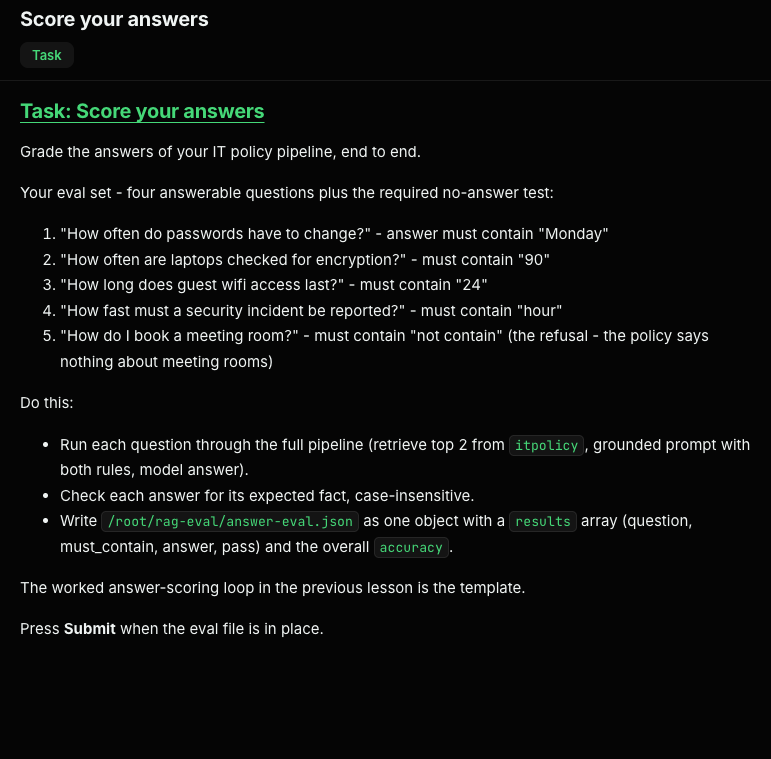 Score your answers
Task
Task: Score your answers
Grade the answers of your IT policy pipeline, end to end.
Your eval set - four answerable questions plus the required no-answer test:
1. "How often do passwords have to change?" - answer must contain "Monday"
2. "How often are laptops checked for encryption?" - must contain "90"
3. "How long does guest wifi access last?" - must contain "24"
4. "How fast must a security incident be reported?" - must contain "hour"
5. "How do I book a meeting room?" - must contain "not contain" (the refusal - the policy says
nothing about meeting rooms)
Do this:
• Run each question through the full pipeline (retrieve top 2 from itpolicy, grounded prompt with
both rules, model answer).
• Check each answer for its expected fact, case-insensitive.
• Write /root/rag-eval/answer-eval.json as one object with a results array (question,
must_contain, answer, pass) and the overall accuracy.
The worked answer-scoring loop in the previous lesson is the template.
Press Submit when the eval file is in place.